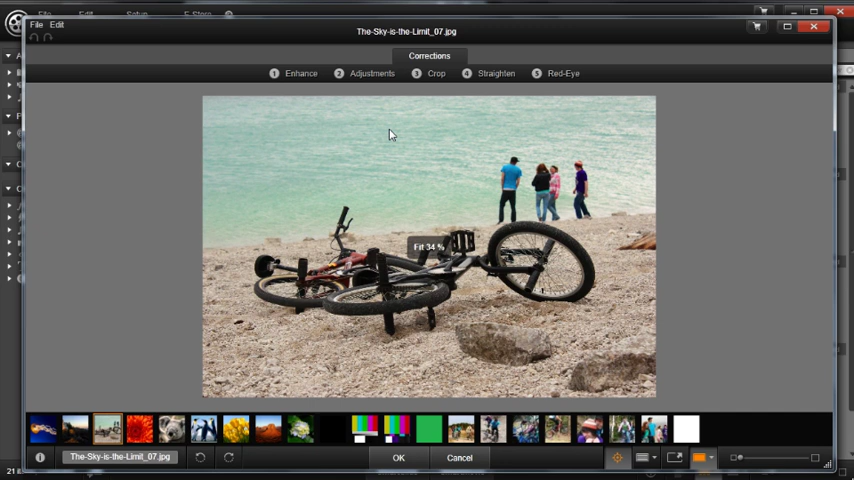 File Edit Setup E-Store
File Edit
The-Sky-is-the-Limit_07.jpg
Corrections
1 Enhance 2 Adjustments 3 Crop 4 Straighten 5 Red-Eye
Fit 34 %
The-Sky-is-the-Limit_07.jpg OK Cancel